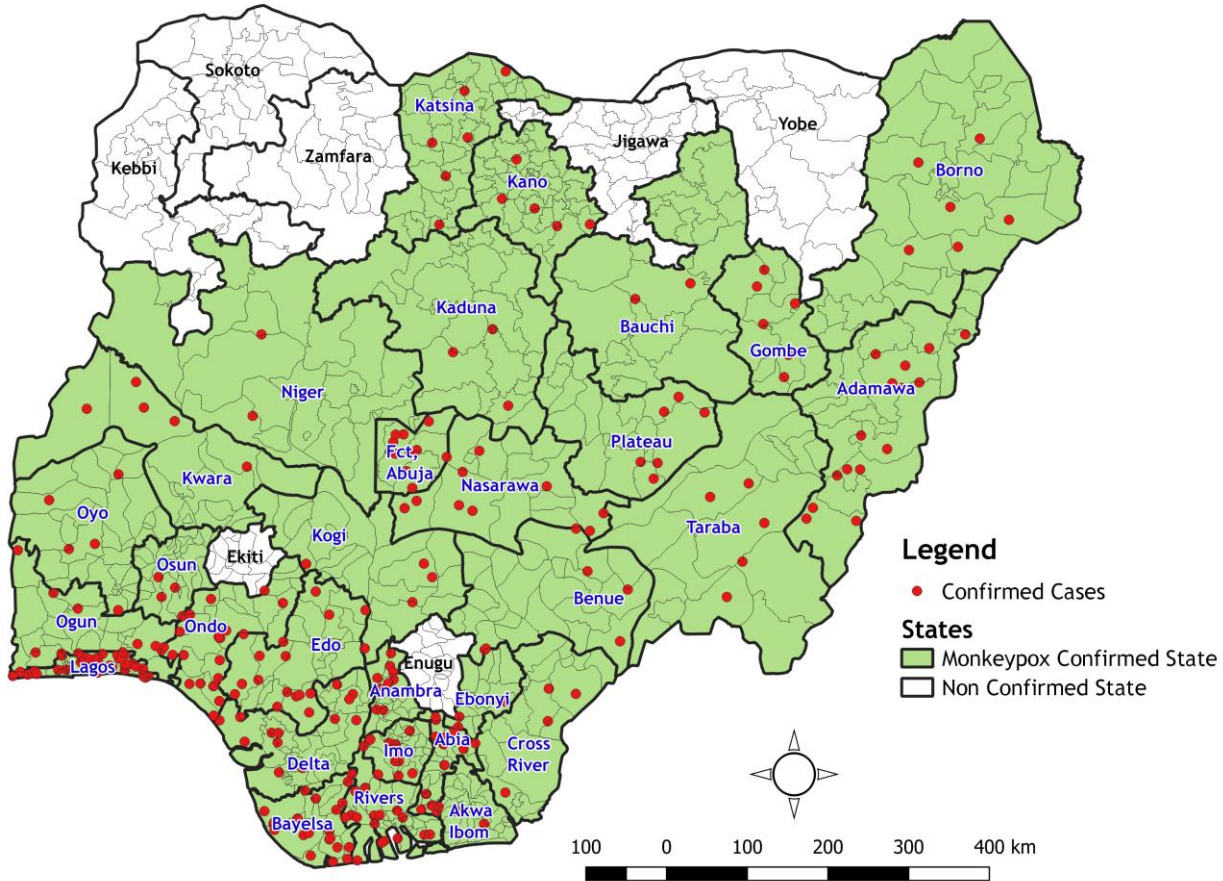 Sokoto
Katsina
Yobe
Jigawa
Kebbi
Zamfara
Kano
Borno
Kaduna
Bauchi
Gombe
Niger
Adamawa
Plateau
Fct,
Abuja
Kwara
Nasarawa
Oyo
Kogi
Taraba
Osun
Ekiti
Benue
Ogun
Ondo
Edo
Lagos
Enugu
Anambra
Ebonyi
Imo
Abia
Cross
River
Delta
Rivers
Bayelsa
Akwa
Ibom
Legend
Confirmed Cases
States
Monkeypox Confirmed State
Non Confirmed State
100 0 100 200 300 400 km